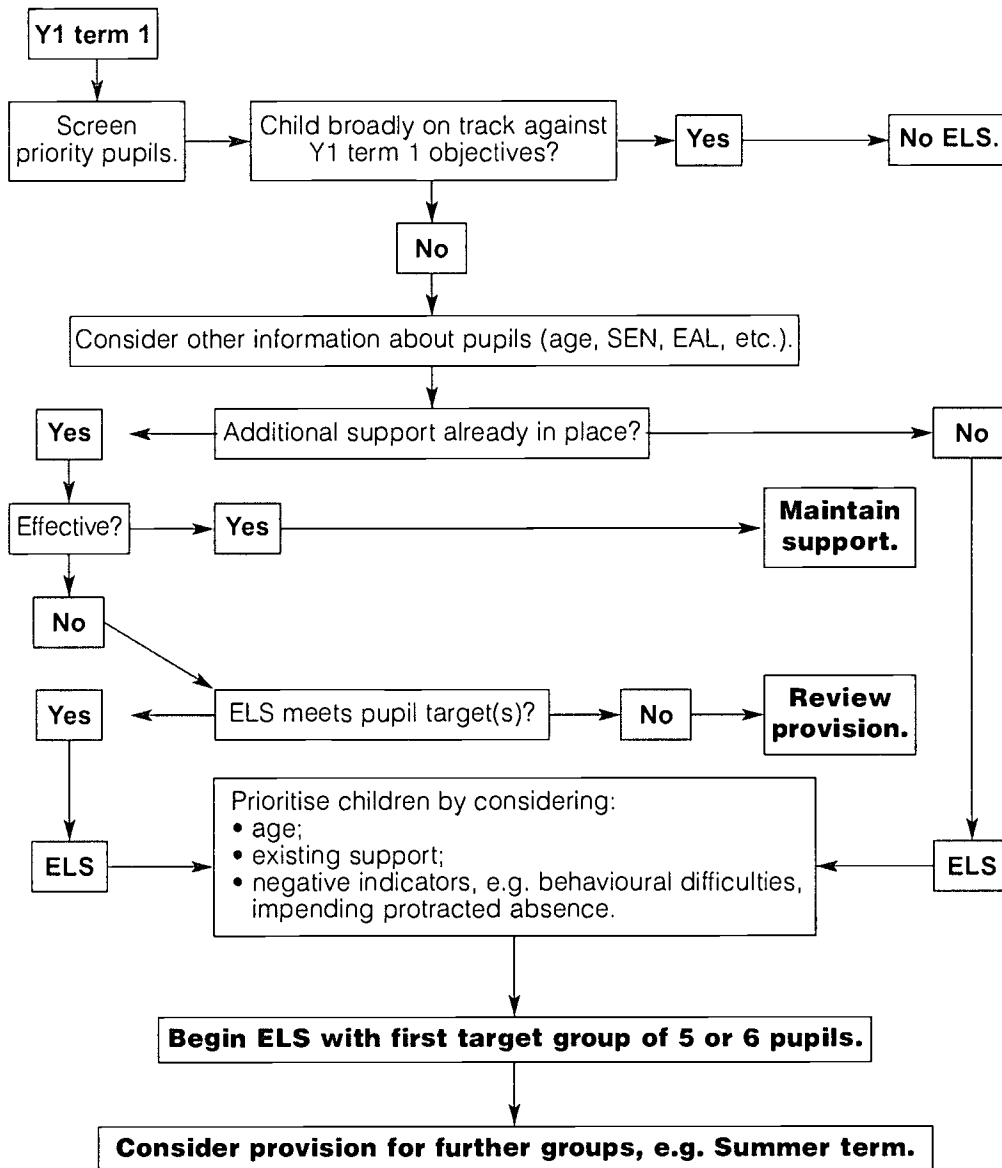 Y1 term 1
Screen
priority pupils.
Child broadly on track against
Y1 term 1 objectives?
Yes
No ELS.
No
Consider other information about pupils (age, SEN, EAL, etc.).
Yes
Additional support already in place?
No
Effective?
Yes
Maintain
support.
No
Yes
ELS meets pupil target(s)?
No
Review
provision.
ELS
Prioritise children by considering:
• age;
• existing support;
• negative indicators, e.g. behavioural difficulties,
impending protracted absence.
ELS
Begin ELS with first target group of 5 or 6 pupils.
Consider provision for further groups, e.g. Summer term.